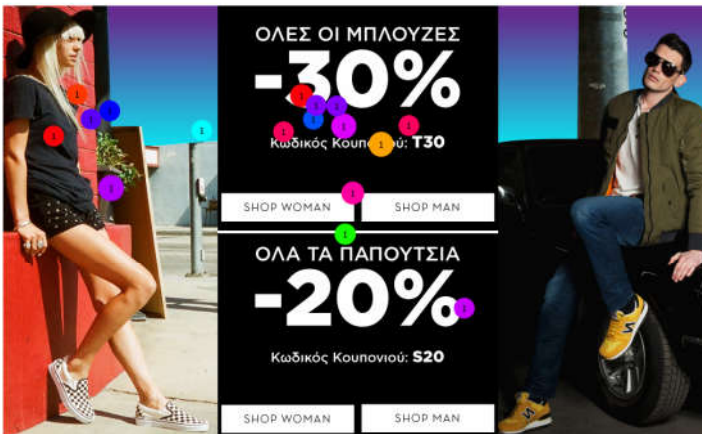 ΟΛΕΣ ΟΙ ΜΠΛΟΥΖΕΣ
-30%
Κωδικός Κουπονιού: T30
SHOP WOMAN
SHOP MAN
ΟΛΑ ΤΑ ΠΑΠΟΥΤΣΙΑ
-20%
Κωδικός Κουπονιού: S20
SHOP WOMAN
SHOP MAN